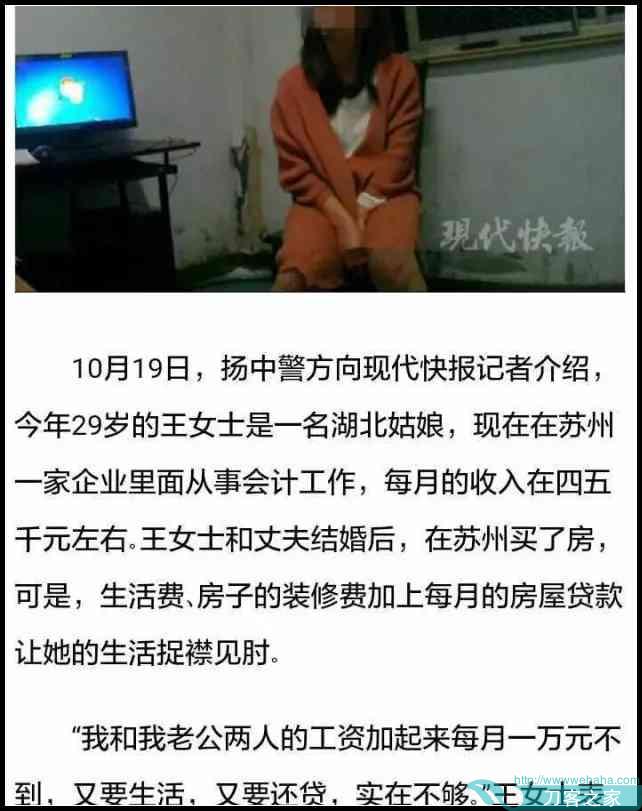 现代快报
10月19日，扬中警方向现代快报记者介绍，
今年29岁的王女士是一名湖北姑娘，现在在苏州
一家企业里面从事会计工作，每月的收入在四五
千元左右。王女士和丈夫结婚后，在苏州买了房，
可是，生活费、房子的装修费加上每月的房屋贷款
让她的生活捉襟见肘。
“我和我老公两人的工资加起来每月一万元不
到，又要生活，又要还贷，实在不够。”王女士
http://www.wehaha.com
刀客之家